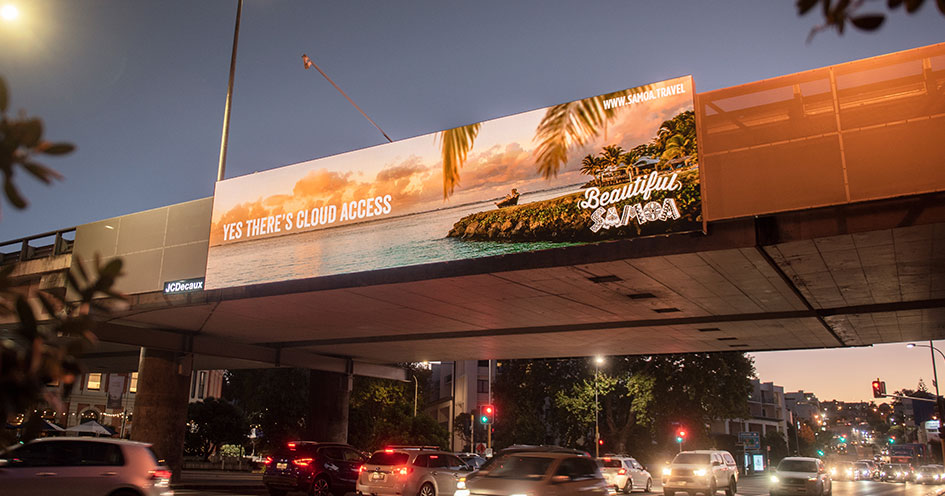 WWW.SAMOA.TRAVEL
YES THERE'S CLOUD ACCESS
Beautiful
SAMOA
JCDecaux